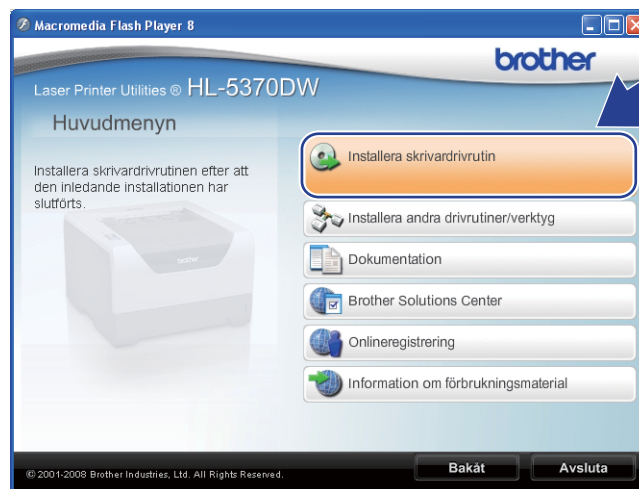 Macromedia Flash Player 8
brother
Laser Printer Utilities ® HL-5370DW
Huvudmenyn
Installera skrivardrivrutinen efter att
den inledande installationen har
slutförts.
Installera skrivardrivrutin
Installera andra drivrutiner/verktyg
Dokumentation
Brother Solutions Center
Onlineregistrering
Information om förbrukningsmaterial
brother
© 2001-2008 Brother Industries, Ltd. All Rights Reserved.
Bakåt
Avsluta